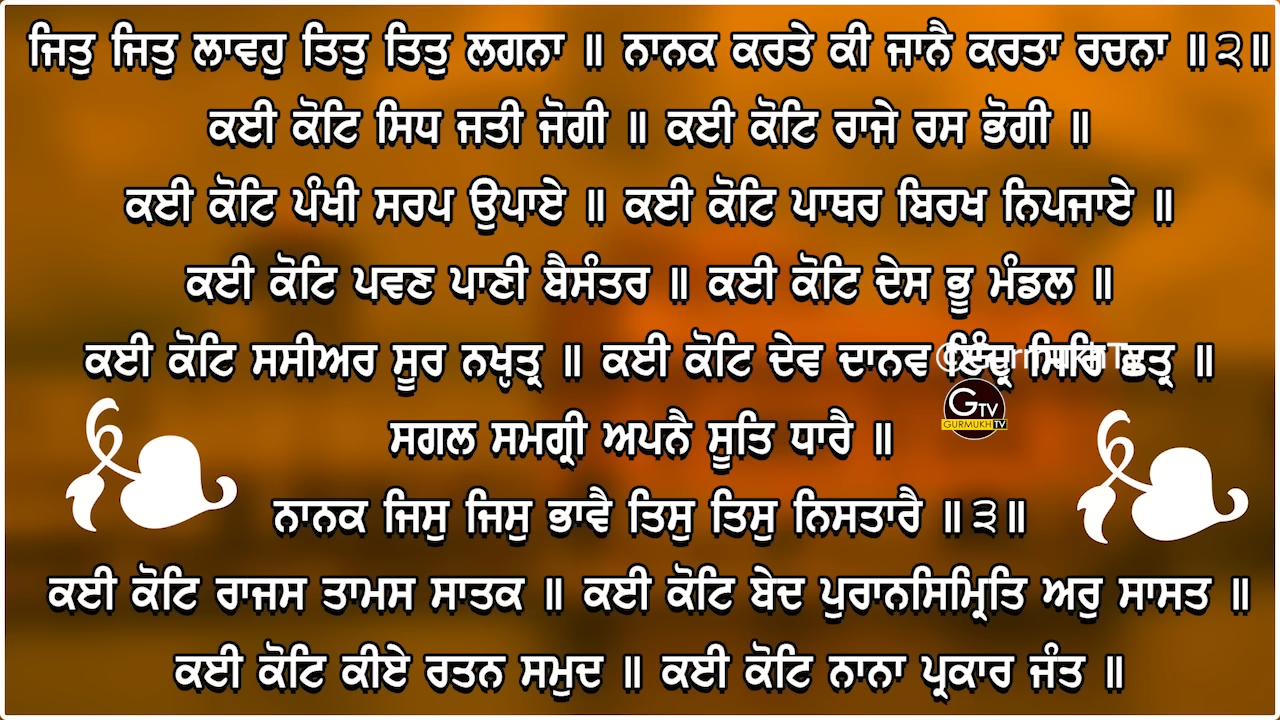 ਜਿਤੁ ਜਿਤੁ ਲਾਵਹੁ ਤਿਤੁ ਤਿਤੁ ਲਗਨਾ ॥ ਨਾਨਕ ਕਰਤੇ ਕੀ ਜਾਨੈ ਕਰਤਾ ਰਚਨਾ ॥੨॥
ਕਈ ਕੋਟਿ ਸਿਧ ਜਤੀ ਜੋਗੀ ॥ ਕਈ ਕੋਟਿ ਰਾਜੇ ਰਸ ਭੋਗੀ ॥
ਕਈ ਕੋਟਿ ਪੰਖੀ ਸਰਪ ਉਪਾਏ ॥ ਕਈ ਕੋਟਿ ਪਾਥਰ ਬਿਰਖ ਨਿਪਜਾਏ ॥
ਕਈ ਕੋਟਿ ਪਵਣ ਪਾਣੀ ਬੈਸੰਤਰ ॥ ਕਈ ਕੋਟਿ ਦੇਸ ਭੂ ਮੰਡਲ ॥
ਕਈ ਕੋਟਿ ਸਸੀਅਰ ਸੂਰ ਨਖੵਤ੍ਰ ॥ ਕਈ ਕੋਟਿ ਦੇਵ ਦਾਨਵ ਇੰਦ੍ਰ ਸਿਰਿ ਛਤ੍ਰ ॥
@GurmukhTv
GTV
GURMUKH TV
ਸਗਲ ਸਮਗ੍ਰੀ ਅਪਨੈ ਸੂਤਿ ਧਾਰੈ ॥
ਨਾਨਕ ਜਿਸੁ ਜਿਸੁ ਭਾਵੈ ਤਿਸੁ ਤਿਸੁ ਨਿਸਤਾਰੈ ॥੩॥
ਕਈ ਕੋਟਿ ਰਾਜਸ ਤਾਮਸ ਸਾਤਕ ॥ ਕਈ ਕੋਟਿ ਬੇਦ ਪੁਰਾਨਸਿਮ੍ਰਿਤਿ ਅਰੁ ਸਾਸਤ ॥
ਕਈ ਕੋਟਿ ਕੀਏ ਰਤਨ ਸਮੁਦ ॥ ਕਈ ਕੋਟਿ ਨਾਨਾ ਪ੍ਰਕਾਰ ਜੰਤ ॥